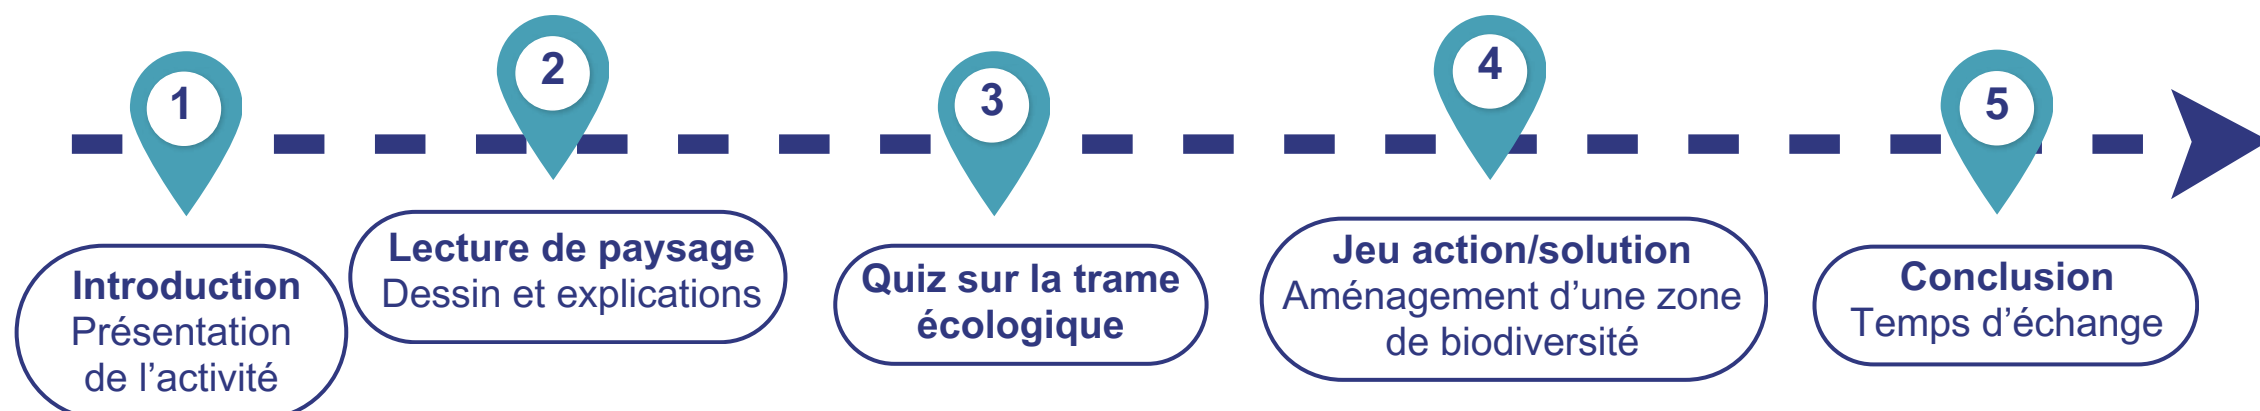 1
Introduction
Présentation
de l’activité
2
Lecture de paysage
Dessin et explications
3
Quiz sur la trame
écologique
4
Jeu action/solution
Aménagement d’une zone
de biodiversité
5
Conclusion
Temps d’échange